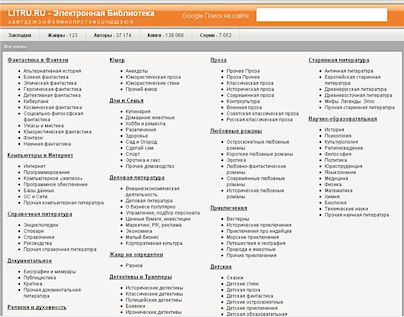 LITRU.RU - Электронная Библиотека
Google Поиск на сайте
Закладки
Жанры - 123
Авторы - 37 174
Книги - 138 068
Серии - 7 052
Все жанры
Фантастика и Фэнтези
Альтернативная история
Боевая фантастика
Эпическая фантастика
Героическая фантастика
Детективная фантастика
Киберпанк
Космическая фантастика
Социально-философская
фантастика
Ужасы и мистика
Юмористическая фантастика
Фэнтези
Научная фантастика
Компьютеры и Интернет
Интернет
Программирование
Компьютерное «железо»
Программное обеспечение
Базы данных
ОС и Сети
Прочая компьютерная литература
Справочная литература
Энциклопедии
Словари
Справочники
Руководства
Прочая справочная литература
Документальное
Биографии и мемуары
Публицистика
Критика
Прочая документальная
литература
Религия и духовность
Юмор
Анекдоты
Юмористическая проза
Юмористические стихи
Прочий юмор
Дом и Семья
Кулинария
Домашние животные
Хобби и ремесла
Развлечения
Здоровье
Сад и Огород
Сделай сам
Спорт
Эротика и секс
Прочее домоводство
Деловая литература
Внешнеэкономическая
деятельность
Деловая литература
О бизнесе популярно
Управление, подбор персонала
Ценные бумаги, инвестиции
Маркетинг, PR, реклама
Экономика
Малый бизнес
Корпоративная культура
Жанр не определен
Разное
Детективы и Триллеры
Исторические детективы
Классические детективы
Полицейские детективы
Боевики
Иронические детективы
Проза
Прочее Проза
Проза Прочее
Классическая проза
Историческая проза
Современная проза
Контркультура
Военная проза
Советская классическая проза
Русская классическая проза
Любовные романы
Остросюжетные любовные
романы
Короткие любовные романы
Эротика
Любовно-фантастические
романы
Современные любовные
романы
Исторические любовные
романы
Приключения
Вестерны
Исторические приключения
Приключения про индейцев
Морские приключения
Путешествия и география
Природа и животные
Прочие приключения
Детские
Сказки
Детские стихи
Детская проза
Детская фантастика
Детские остросюжетные
Детские приключения
Детская образовательная
Старинная литература
Античная литература
Европейская старинная
литература
Древнерусская литература
Древневосточная литература
Мифы. Легенды. Эпос
Прочая старинная литература
Научно-образовательная
История
Психология
Культурология
Религиоведение
Философия
Политика
Юриспруденция
Языкознание
Медицина
Физика
Математика
Химия
Биология
Технические науки
Прочая научная литература